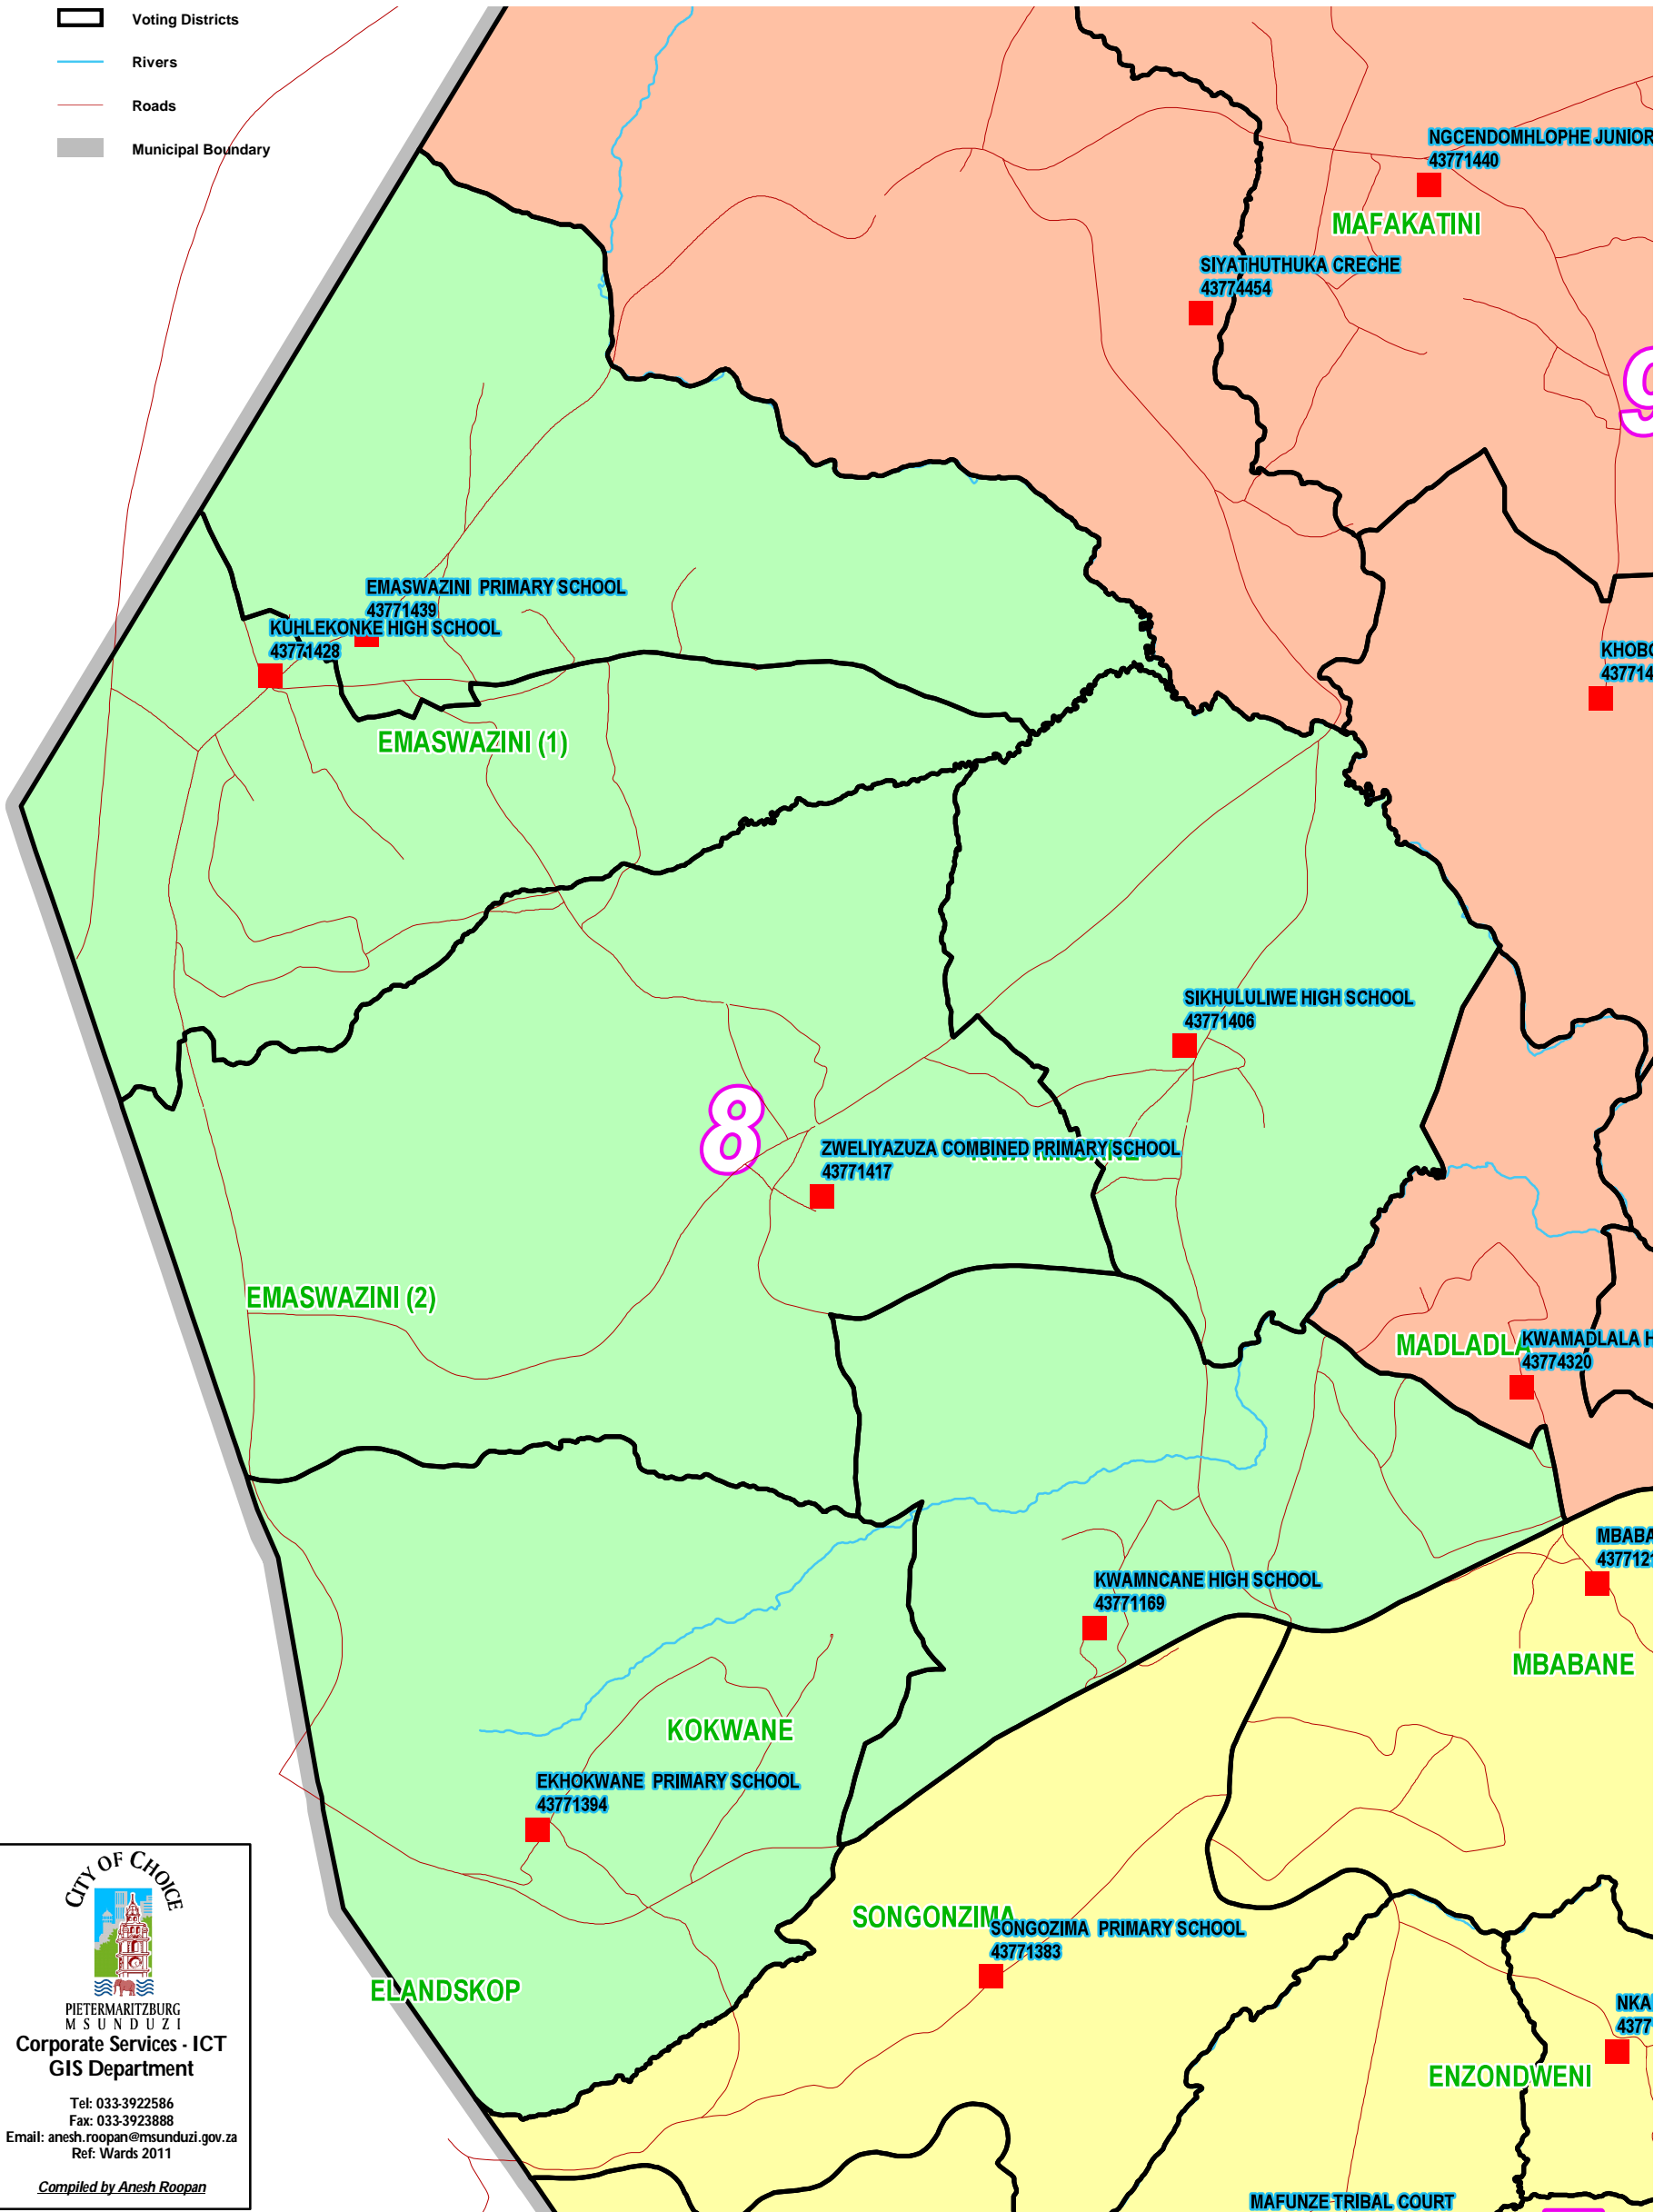 Voting Districts
Rivers
Roads
Municipal Boundary
NGCENDOMHLOPHE JUNIOR
43771440
MAFAKATINI
SIYATHUTHUKA CRECHE
43774454
9
EMASWAZINI PRIMARY SCHOOL
43771439
KUHLEKONKE HIGH SCHOOL
43771428
EMASWAZINI (1)
SIKHULULIWE HIGH SCHOOL
43771406
8
ZWELIYAZUZA COMBINED PRIMARY SCHOOL
43771417
EMASWAZINI (2)
MADLADLA
KWAMADLALA H
43774320
KWAMNCANE HIGH SCHOOL
43771169
MBABANE
KOKWANE
EKHOKWANE PRIMARY SCHOOL
43771394
SONGONZIMA
SONGOZIMA PRIMARY SCHOOL
43771383
ELANDSKOP
ENZONDWENI
MAFUNZE TRIBAL COURT
CITY OF CHOICE
PIETERMARITZBURG
MSUNDUZI
Corporate Services - ICT
GIS Department
Tel: 033-3922586
Fax: 033-3923888
Email: anesh.roopan@msunduzi.gov.za
Ref: Wards 2011
Compiled by Anesh Roopan